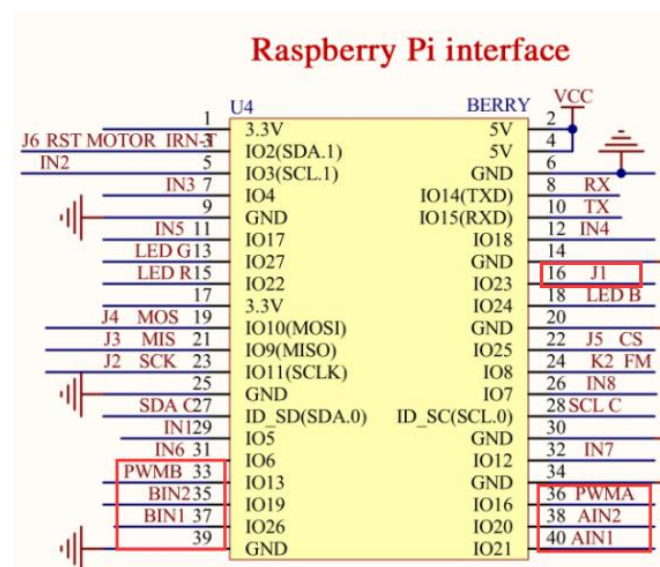 Raspberry Pi interface
U4 BERRY VCC
1 3.3V 5V 2
J6 RST MOTOR IRN-T 3 IO2(SDA.1) 5V 4
IN2 5 IO3(SCL.1) GND 6
IN3 7 IO4 IO14(TXD) 8 RX
9 GND IO15(RXD) 10 TX
IN5 11 IO17 IO18 12 IN4
LED G13 IO27 GND 14
LED R15 IO22 IO23 16 J1
17 3.3V IO24 18 LED B
J4 MOS 19 IO10(MOSI) GND 20
J3 MIS 21 IO9(MISO) IO25 22 J5 CS
J2 SCK 23 IO11(SCLK) IO8 24 K2 FM
25 GND IO7 26 IN8
SDA C27 ID_SD(SDA.0) ID_SC(SCL.0) 28 SCL C
IN129 IO5 GND 30
IN6 31 IO6 IO12 32 IN7
PWMB 33 IO13 GND 34
BIN235 IO19 IO16 36 PWMA
BIN1 37 IO26 IO20 38 AIN2
39 GND IO21 40 AIN1